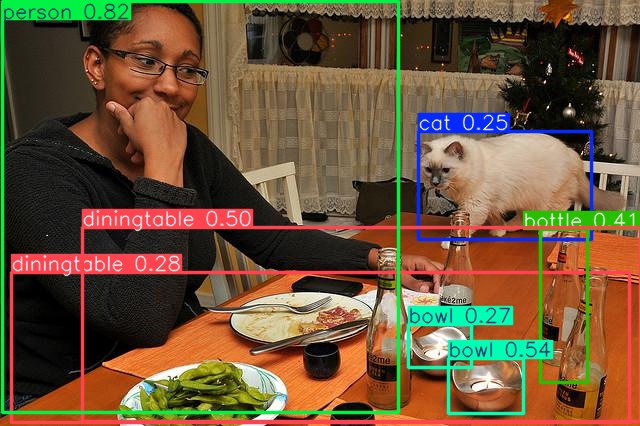 person 0.82
cat 0.25
diningtable 0.50
bottle 0.41
diningtable 0.28
bowl 0.27
bowl 0.54